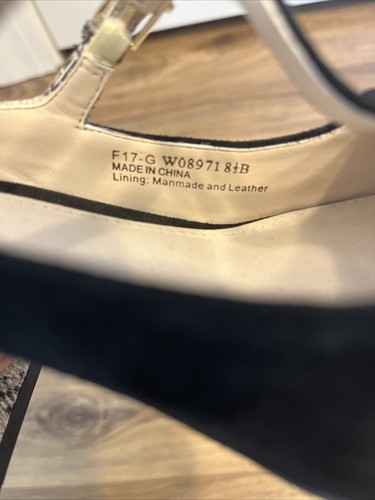 F17-G W08971 8½B
MADE IN CHINA
Lining: Manmade and Leather